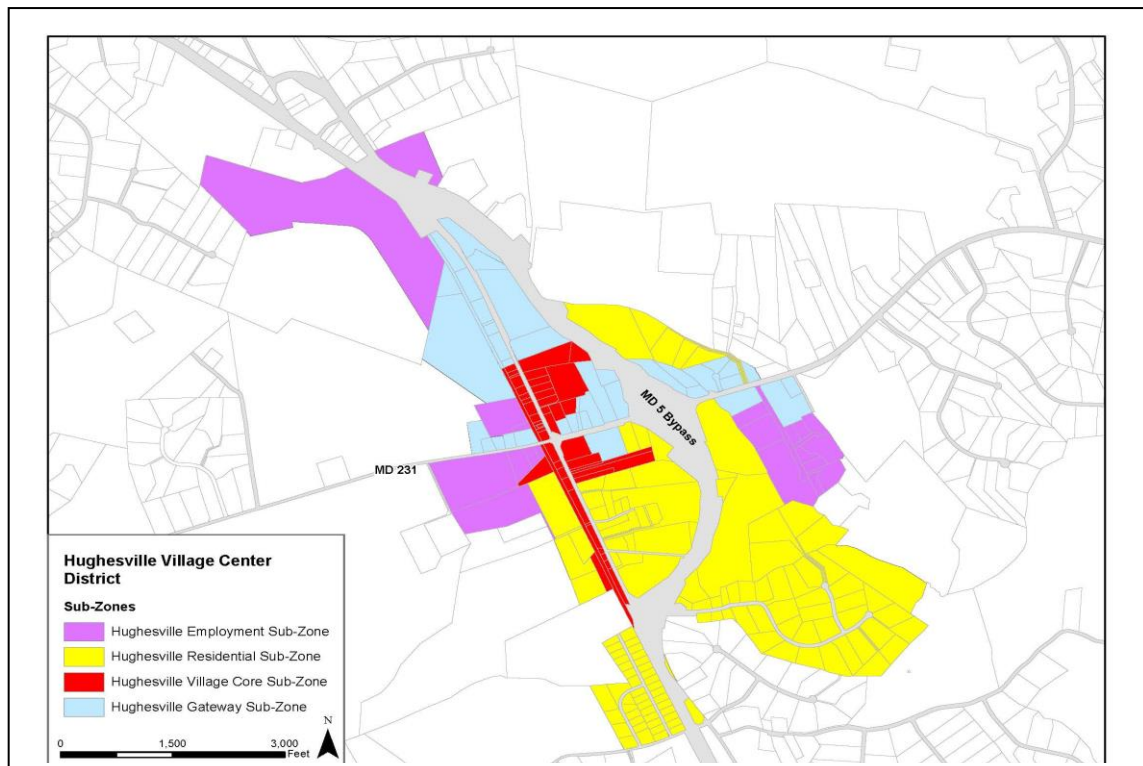 MD 5 Bypass
MD 231
Hughesville Village Center
District
Sub-Zones
Hughesville Employment Sub-Zone
Hughesville Residential Sub-Zone
Hughesville Village Core Sub-Zone
Hughesville Gateway Sub-Zone
N
0 1,500 3,000
Feet